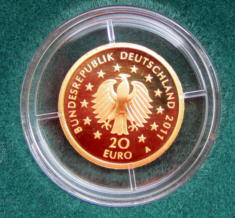 BUNDESREPUBLIK DEUTSCHLAND 2011
20
EURO
A